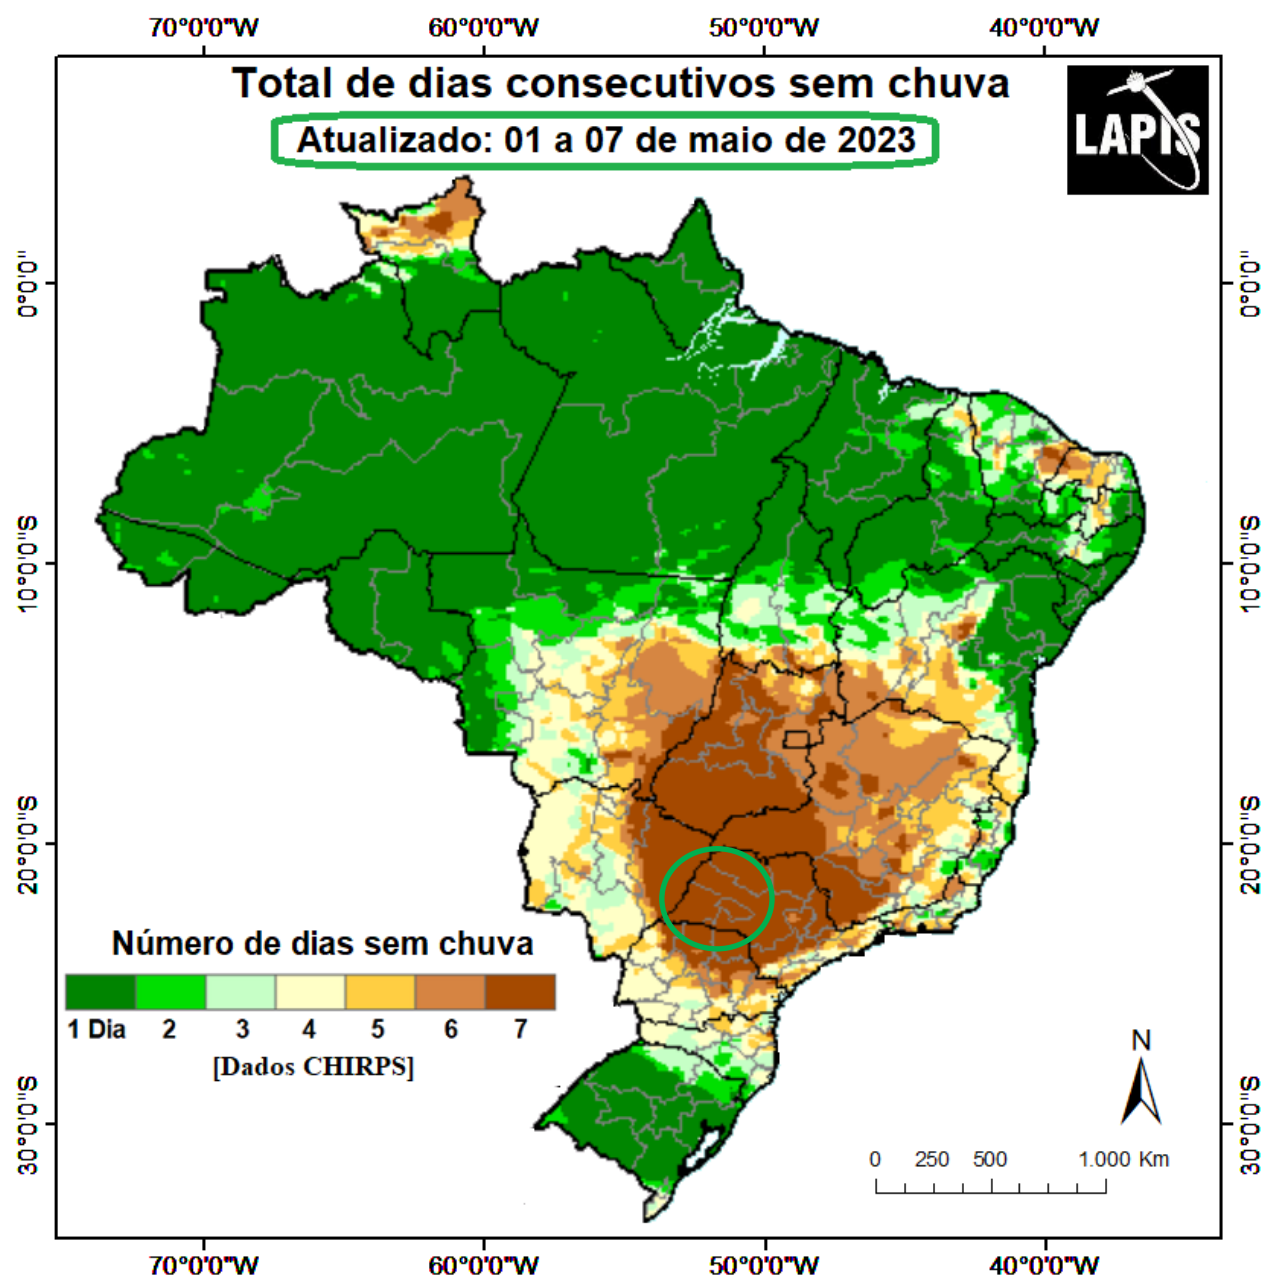 70°0'0"W 60°0'0"W 50°0'0"W 40°0'0"W
Total de dias consecutivos sem chuva
Atualizado: 01 a 07 de maio de 2023
LAPIS
0°0'0"
0°0'0"
10°0'0"S
10°0'0"S
20°0'0"S
20°0'0"S
Número de dias sem chuva
1 Dia 2 3 4 5 6 7
[Dados CHIRPS]
N
30°0'0"S
30°0'0"S
0 250 500 1.000 Km
70°0'0"W 60°0'0"W 50°0'0"W 40°0'0"W